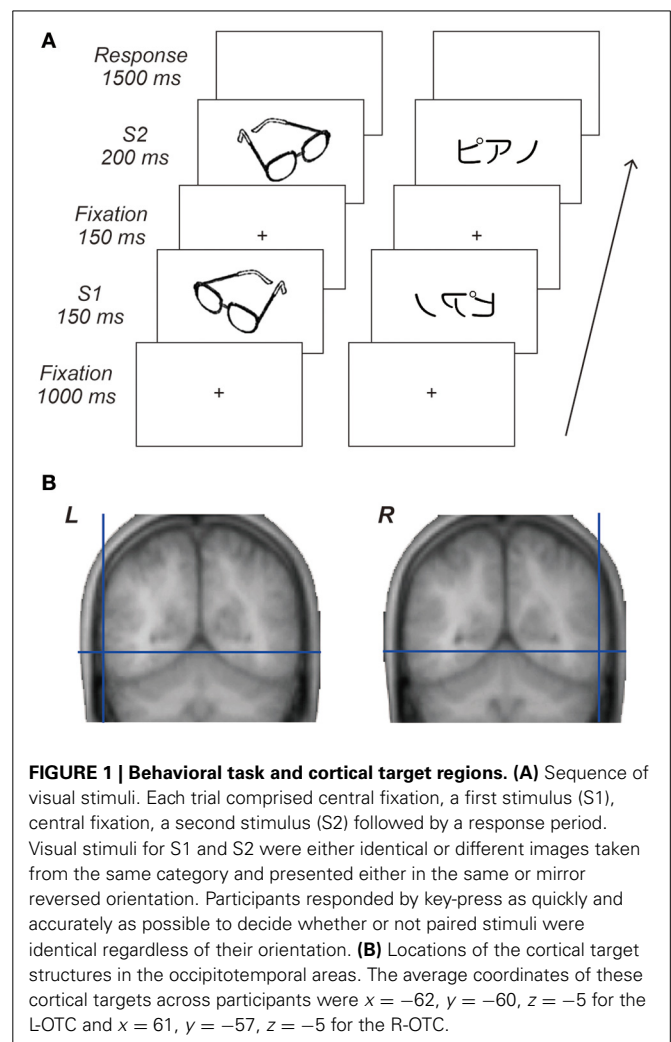 A
Response
1500 ms
S2
200 ms
ピアノ
Fixation
150 ms
+ +
S1
150 ms
ピアノ
Fixation
1000 ms
+ +
B
L R
FIGURE 1 | Behavioral task and cortical target regions. (A) Sequence of
visual stimuli. Each trial comprised central fixation, a first stimulus (S1),
central fixation, a second stimulus (S2) followed by a response period.
Visual stimuli for S1 and S2 were either identical or different images taken
from the same category and presented either in the same or mirror
reversed orientation. Participants responded by key-press as quickly and
accurately as possible to decide whether or not paired stimuli were
identical regardless of their orientation. (B) Locations of the cortical target
structures in the occipitotemporal areas. The average coordinates of these
cortical targets across participants were x = −62, y = −60, z = −5 for the
L-OTC and x = 61, y = −57, z = −5 for the R-OTC.